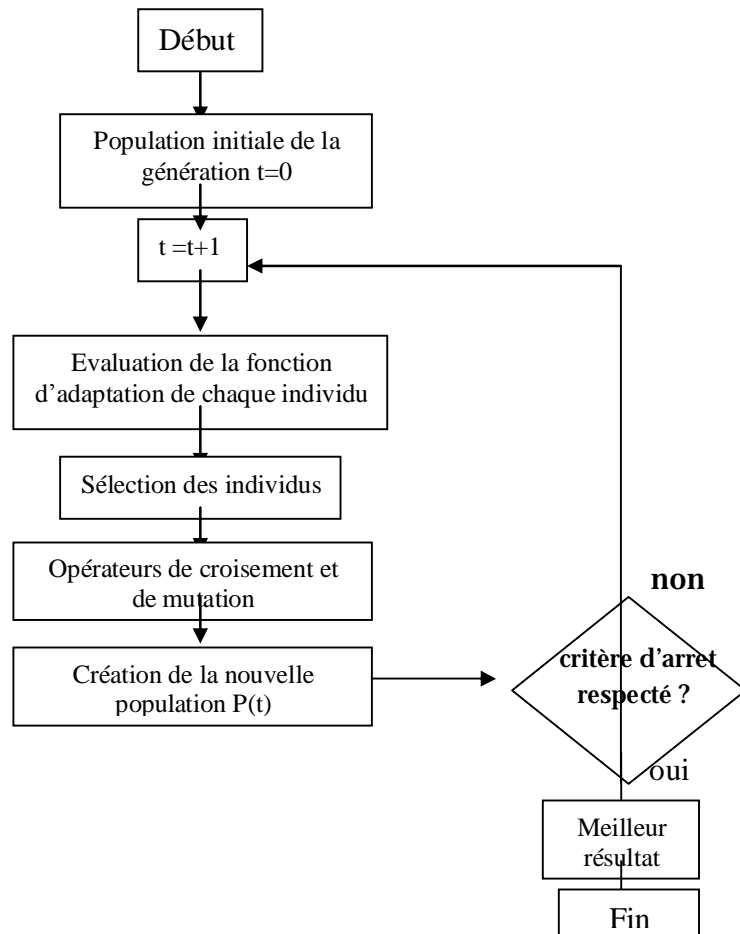 Début
Population initiale de la
génération t=0
t =t+1
Evaluation de la fonction
d'adaptation de chaque individu
Sélection des individus
Opérateurs de croisement et
de mutation
Création de la nouvelle
population P(t)
non
critère d'arret
respecté ?
oui
Meilleur
résultat
Fin